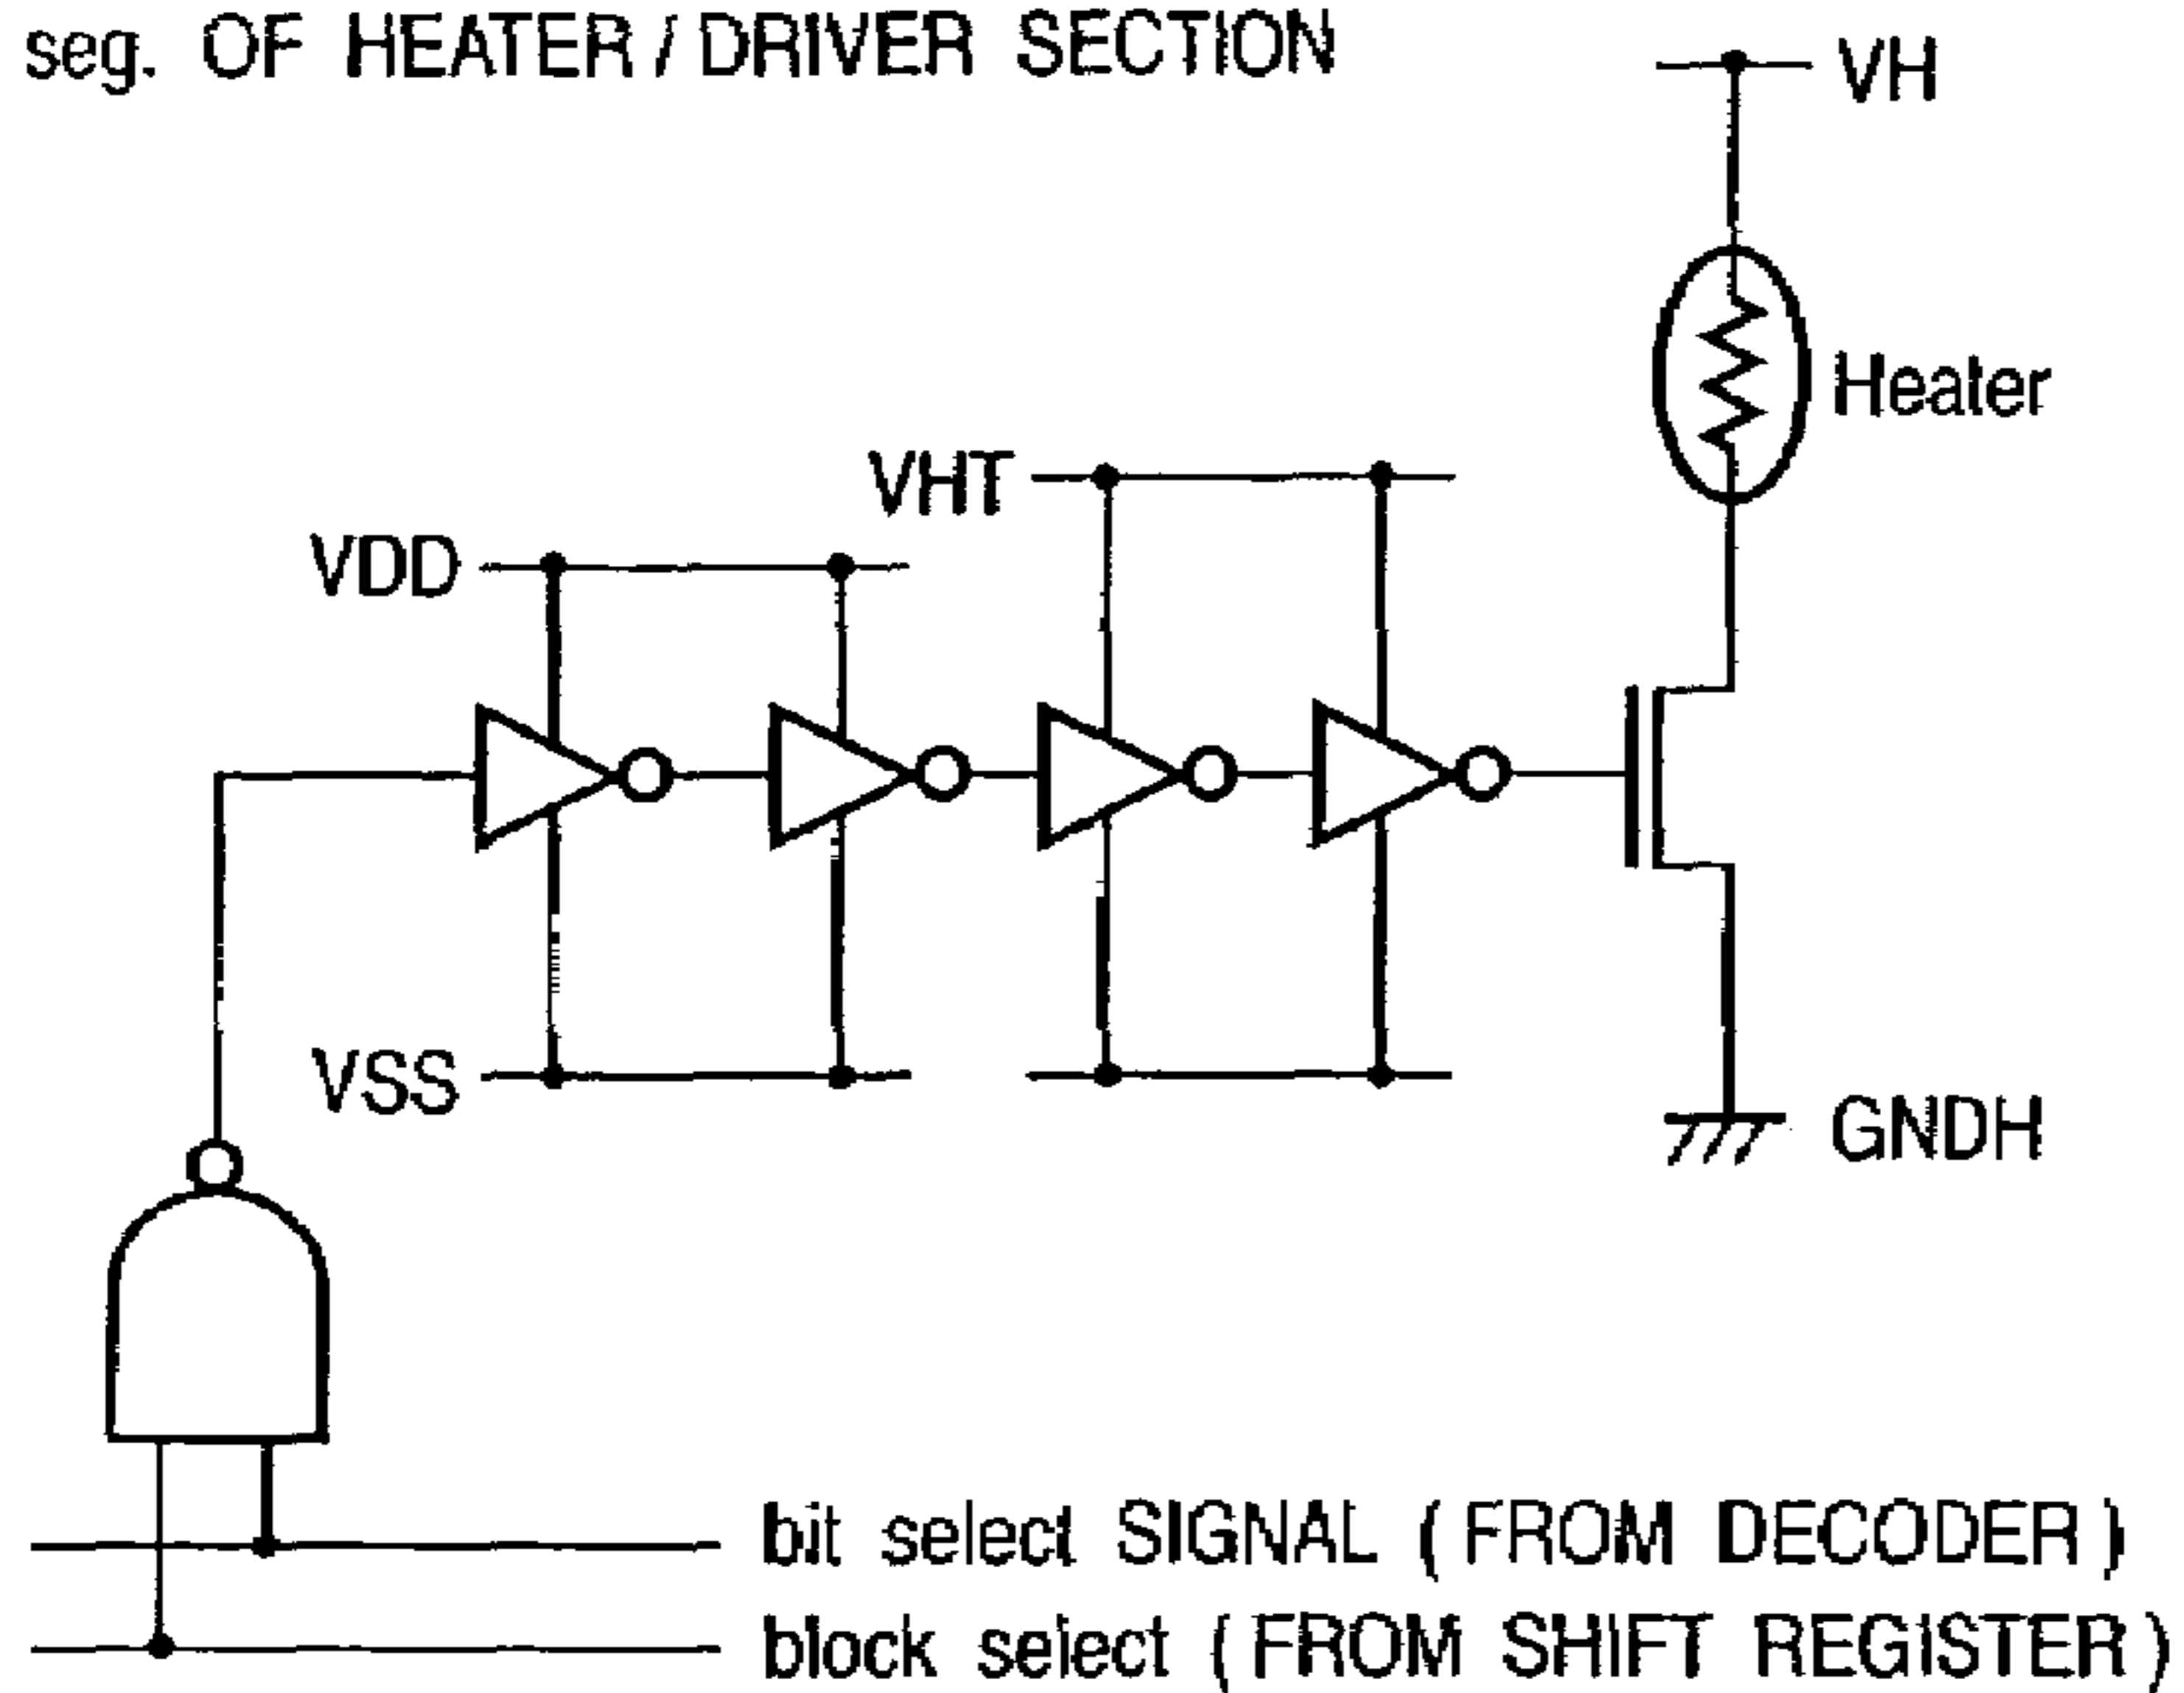 seg. OF HEATER / DRIVER SECTION
VH
Heater
VHT
VDD
VSS
GNDH
bit select SIGNAL ( FROM DECODER )
block select ( FROM SHIFT REGISTER )